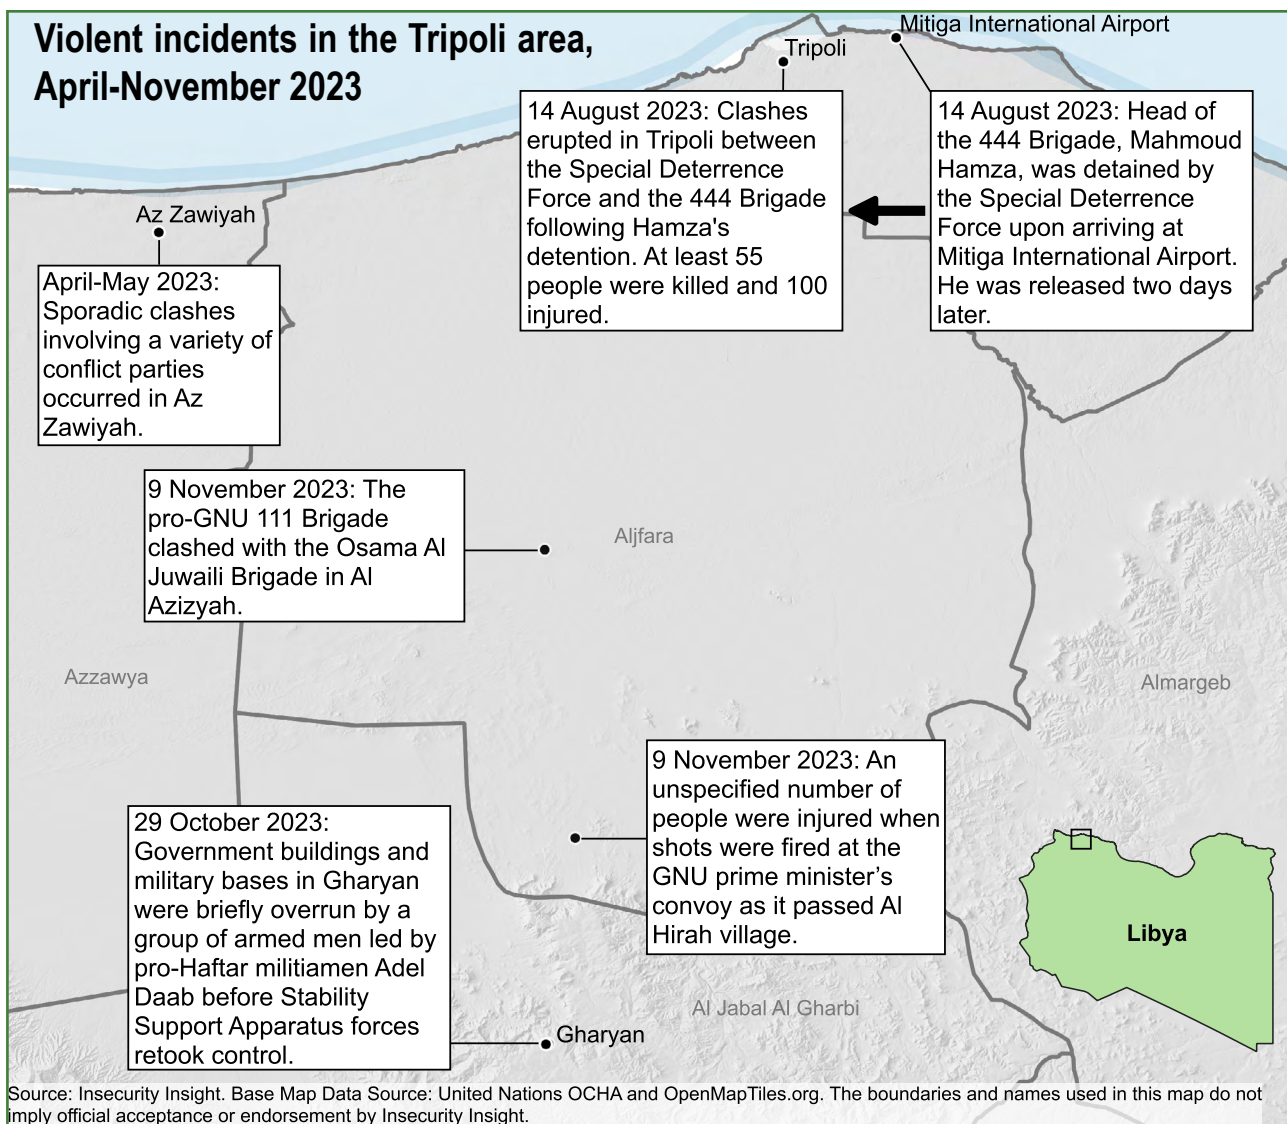 Violent incidents in the Tripoli area,
April-November 2023
Mitiga International Airport
Tripoli
14 August 2023: Clashes
erupted in Tripoli between
the Special Deterrence
Force and the 444 Brigade
following Hamza's
detention. At least 55
people were killed and 100
injured.
14 August 2023: Head of
the 444 Brigade, Mahmoud
Hamza, was detained by
the Special Deterrence
Force upon arriving at
Mitiga International Airport.
He was released two days
later.
Az Zawiyah
April-May 2023:
Sporadic clashes
involving a variety of
conflict parties
occurred in Az
Zawiyah.
9 November 2023: The
pro-GNU 111 Brigade
clashed with the Osama Al
Juwaili Brigade in Al
Azizyah.
Aljfara
Azzawya
Almargeb
9 November 2023: An
unspecified number of
people were injured when
shots were fired at the
GNU prime minister’s
convoy as it passed Al
Hirah village.
29 October 2023:
Government buildings and
military bases in Gharyan
were briefly overrun by a
group of armed men led by
pro-Haftar militiamen Adel
Daab before Stability
Support Apparatus forces
retook control.
Libya
Al Jabal Al Gharbi
Gharyan
Source: Insecurity Insight. Base Map Data Source: United Nations OCHA and OpenMapTiles.org. The boundaries and names used in this map do not
imply official acceptance or endorsement by Insecurity Insight.